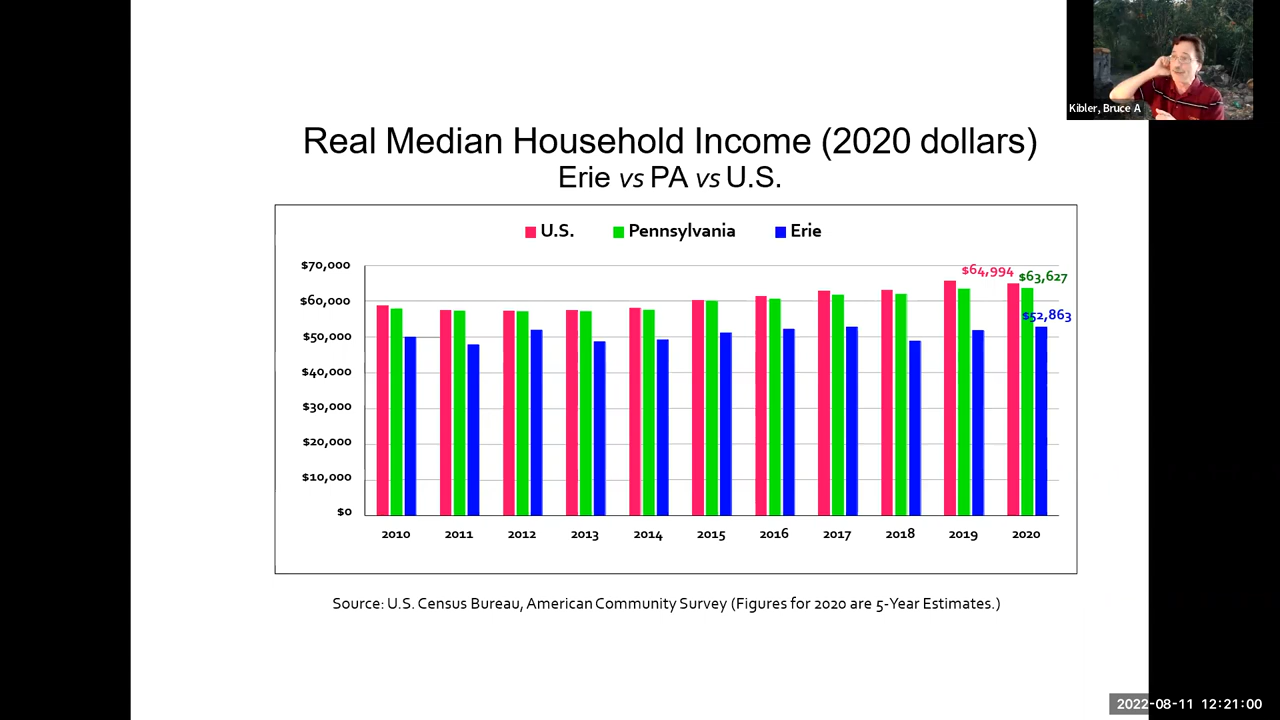 Kibler, Bruce A
Real Median Household Income (2020 dollars)
Erie vs PA vs U.S.
U.S. Pennsylvania Erie
$70,000
$60,000
$50,000
$40,000
$30,000
$20,000
$10,000
$0
$64,994 $63,627
$52,863
2010 2011 2012 2013 2014 2015 2016 2017 2018 2019 2020
Source: U.S. Census Bureau, American Community Survey (Figures for 2020 are 5-Year Estimates.)
2022-08-11 12:21:00